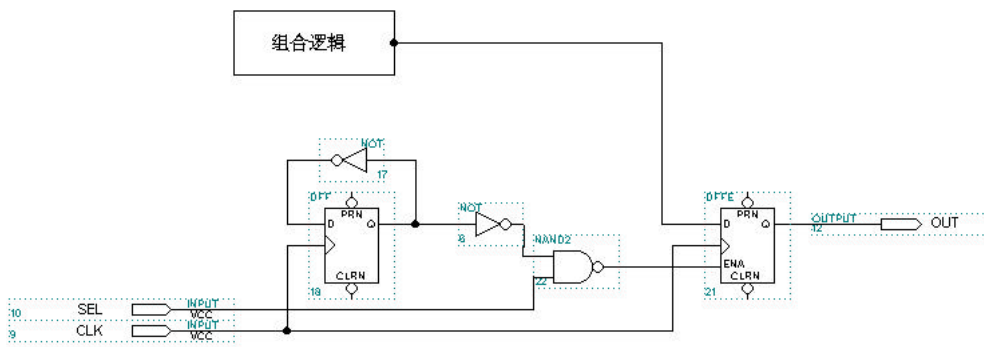 组合逻辑
NOT
17
DFF
PRN
D
Q
CLRN
18
NOT
6
NAND2
22
DFFE
PRN
D
Q
ENA
CLRN
21
OUTPUT
12
OUT
10
SEL
INPUT
VCC
9
CLK
INPUT
VCC